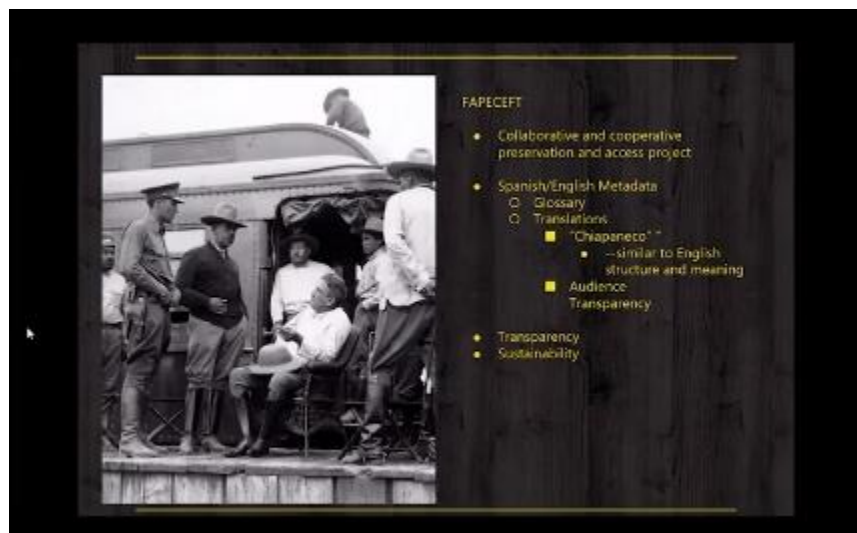 FAPECEFT
Collaborative and cooperative
preservation and access project
Spanish/English Metadata
Glossary
Translations
"Chiapaneco" "
--similar to English
structure and meaning
Audience
Transparency
Transparency
Sustainability